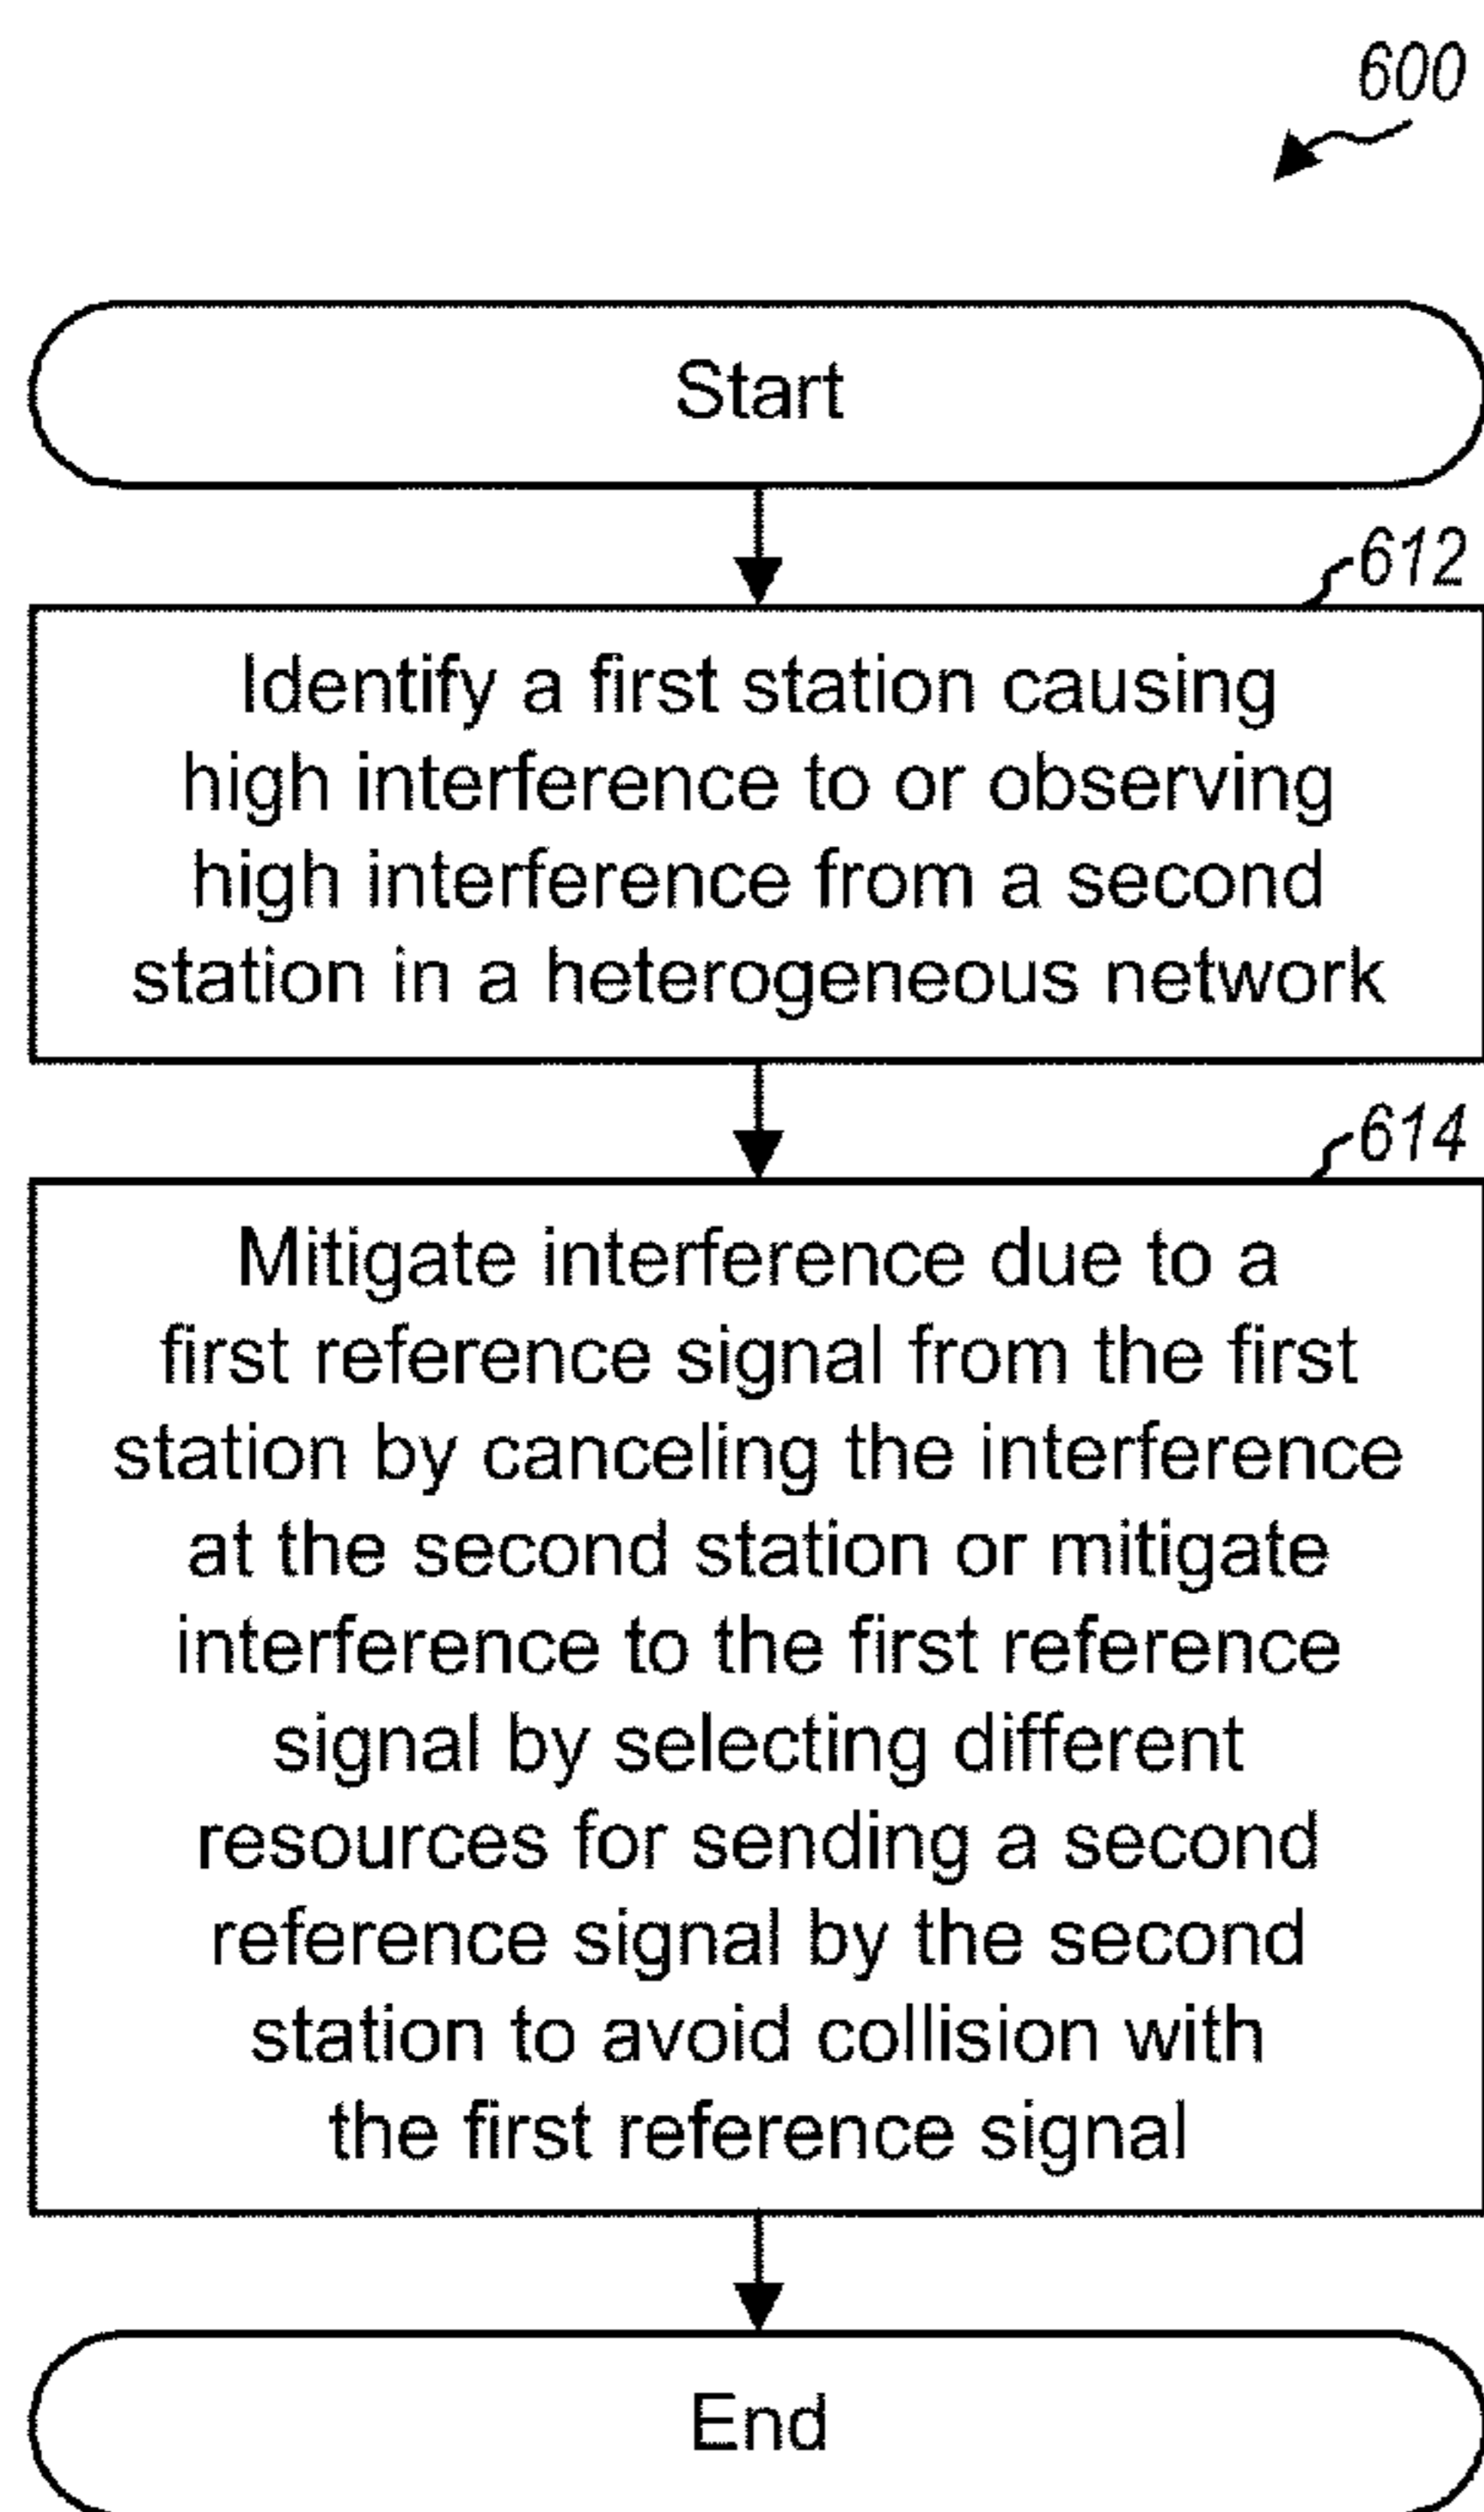 600
Start
612
Identify a first station causing
high interference to or observing
high interference from a second
station in a heterogeneous network
614
Mitigate interference due to a
first reference signal from the first
station by canceling the interference
at the second station or mitigate
interference to the first reference
signal by selecting different
resources for sending a second
reference signal by the second
station to avoid collision with
the first reference signal
End